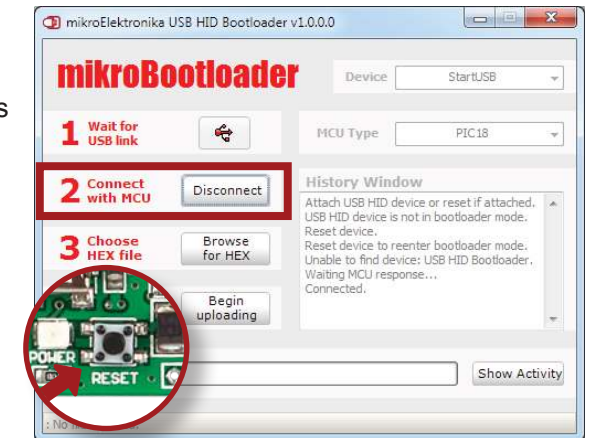 mikroElektronika USB HID Bootloader v1.0.0.0
mikroBootloader
Device
StartUSB
s
1 Wait for
USB link
MCU Type
PIC18
2 Connect
with MCU
Disconnect
History Window
Attach USB HID device or reset if attached.
USB HID device is not in bootloader mode.
Reset device.
Reset device to reenter bootloader mode.
Unable to find device: USB HID Bootloader.
Waiting MCU response...
Connected.
3 Choose
HEX file
Browse
for HEX
Begin
uploading
POWER
RESET
Show Activity
: No